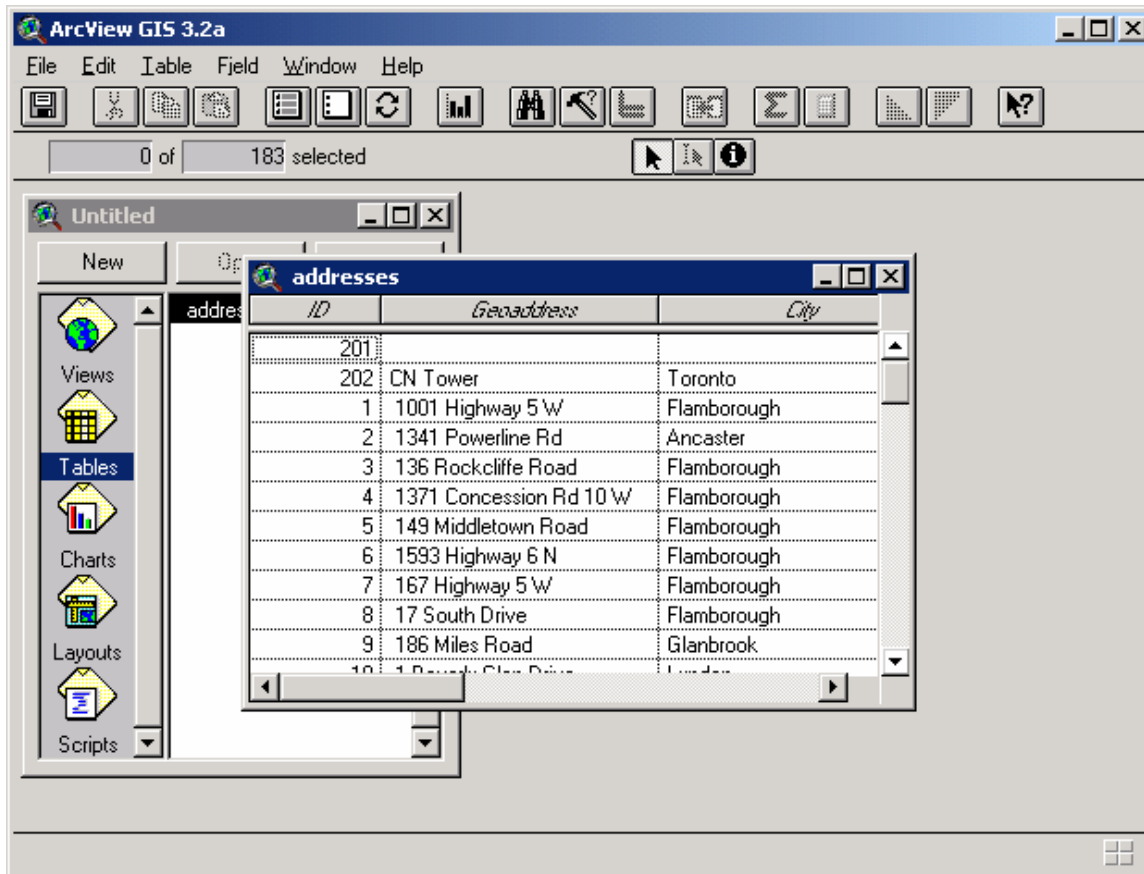 ArcView GIS 3.2a
File Edit Table Field Window Help
0 of 183 selected
Untitled
New
addresses
ID Geoaddress City
201
202 CN Tower Toronto
1 1001 Highway 5 W Flamborough
2 1341 Powerline Rd Ancaster
3 136 Rockcliffe Road Flamborough
4 1371 Concession Rd 10 W Flamborough
5 149 Middletown Road Flamborough
6 1593 Highway 6 N Flamborough
7 167 Highway 5 W Flamborough
8 17 South Drive Flamborough
9 186 Miles Road Glanbrook
Views
Tables
Charts
Layouts
Scripts